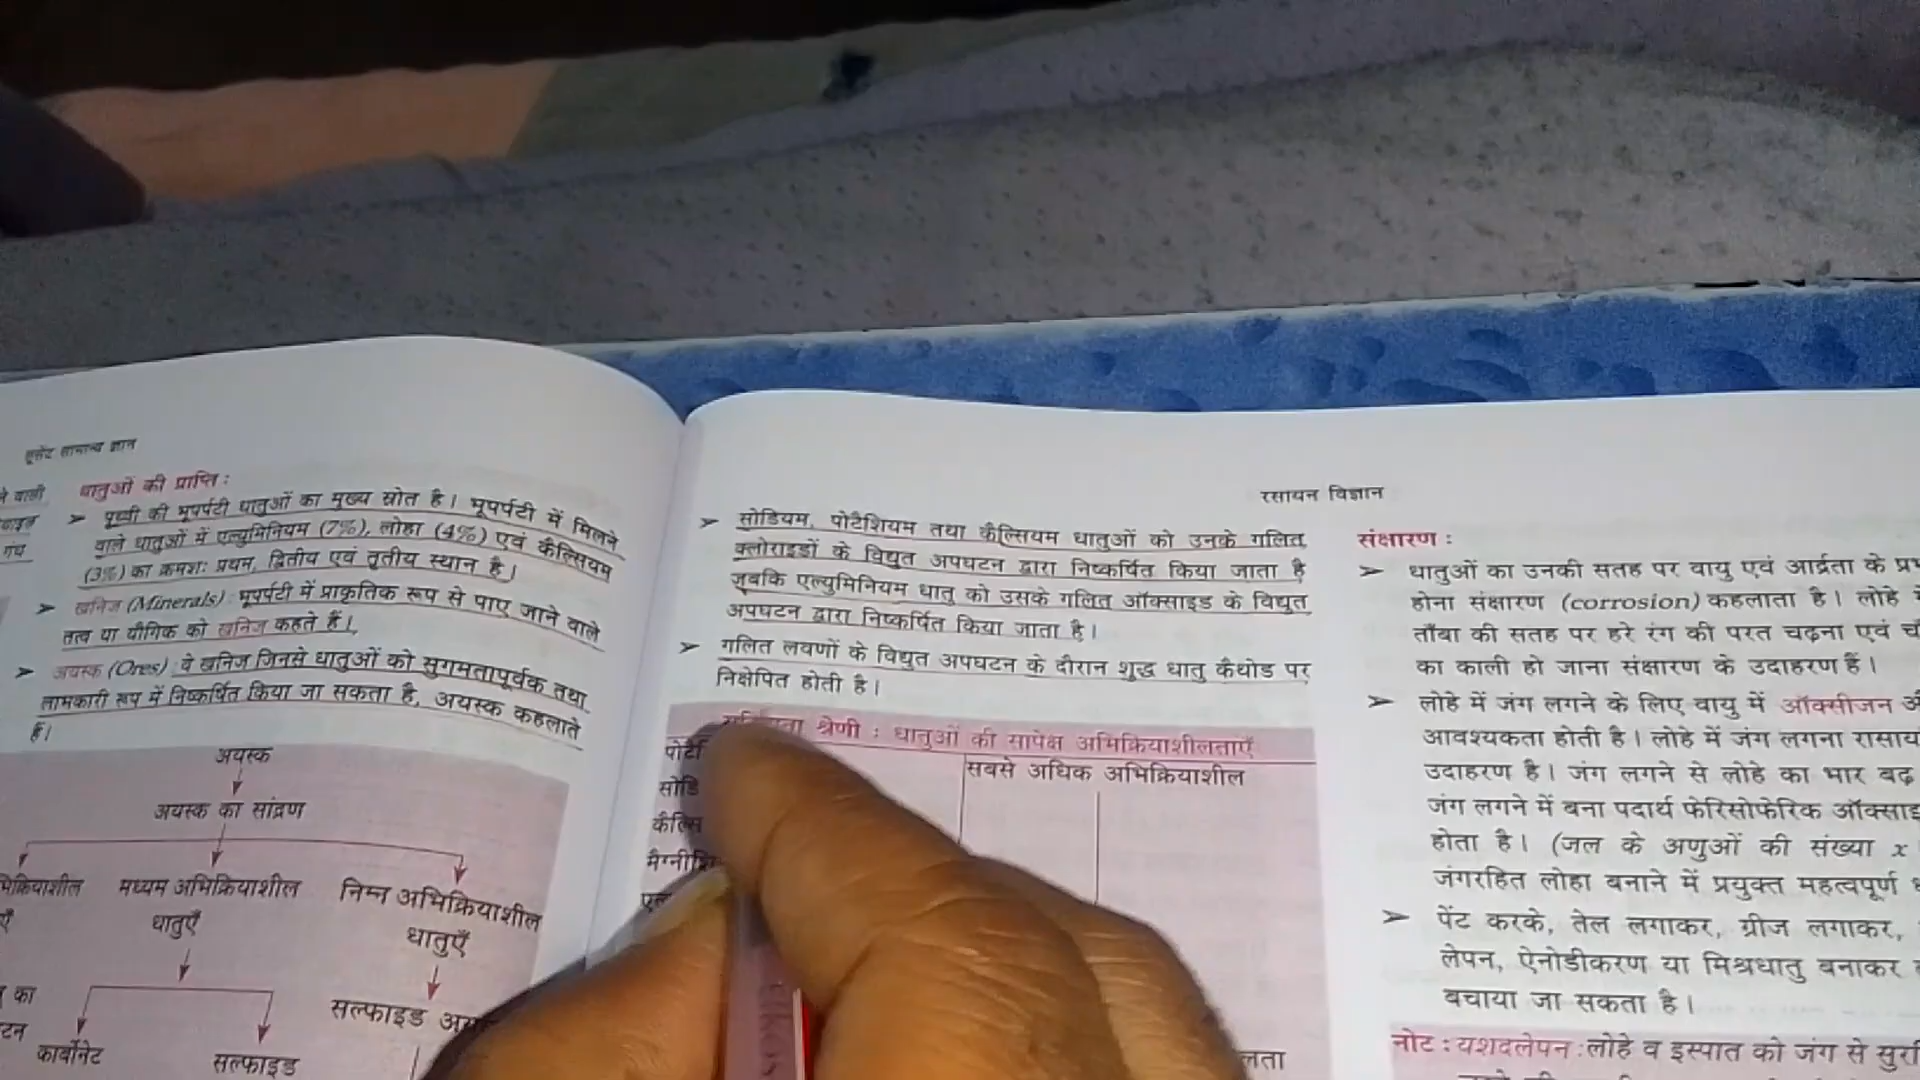 लूसेंट सामान्य ज्ञान
धातुओं की प्राप्ति :
➤ पृथ्वी की भूपर्पटी धातुओं का मुख्य स्रोत है। भूपर्पटी में मिलने
वाले धातुओं में एल्युमिनियम (7%), लोहा (4%) एवं कैल्सियम
(3%) का क्रमशः प्रथम, द्वितीय एवं तृतीय स्थान है।
➤ खनिज (Minerals) : भूपर्पटी में प्राकृतिक रूप से पाए जाने वाले
तत्व या यौगिक को खनिज कहते हैं।
➤ अयस्क (Ores) : वे खनिज जिनसे धातुओं को सुगमतापूर्वक तथा
लाभकारी रूप में निष्कर्षित किया जा सकता है, अयस्क कहलाते
हैं।
अयस्क
अयस्क का सांद्रण
मध्यम अभिक्रियाशील
धातुएँ
निम्न अभिक्रियाशील
धातुएँ
सल्फाइड
का
कार्बोनेट
सल्फाइड
रसायन विज्ञान
➤ सोडियम, पोटैशियम तथा कैल्सियम धातुओं को उनके गलित
क्लोराइडों के विद्युत अपघटन द्वारा निष्कर्षित किया जाता है
जबकि एल्युमिनियम धातु को उसके गलित ऑक्साइड के विद्युत
अपघटन द्वारा निष्कर्षित किया जाता है।
➤ गलित लवणों के विद्युत अपघटन के दौरान शुद्ध धातु कैथोड पर
निक्षेपित होती है।
श्रेणी : धातुओं की सापेक्ष अभिक्रियाशीलताएँ
सबसे अधिक अभिक्रियाशील
संक्षारण :
➤ धातुओं का उनकी सतह पर वायु एवं आर्द्रता के
होना संक्षारण (corrosion) कहलाता है। लोहे
ताँबा की सतह पर हरे रंग की परत चढ़ना एवं
का काली हो जाना संक्षारण के उदाहरण हैं।
➤ लोहे में जंग लगने के लिए वायु में ऑक्सीजन
आवश्यकता होती है। लोहे में जंग लगना
उदाहरण है। जंग लगने से लोहे का भार बढ़
जंग लगने में बना पदार्थ फेरिसोफेरिक
होता है। (जल के अणुओं की संख्या x
जंगरहित लोहा बनाने में प्रयुक्त महत्वपूर्ण
➤ पेंट करके, तेल लगाकर, ग्रीज लगाकर,
लेपन, ऐनोडीकरण या मिश्रधातु बनाकर
बचाया जा सकता है।
नोट : यशदलेपन : लोहे व इस्पात को जंग से